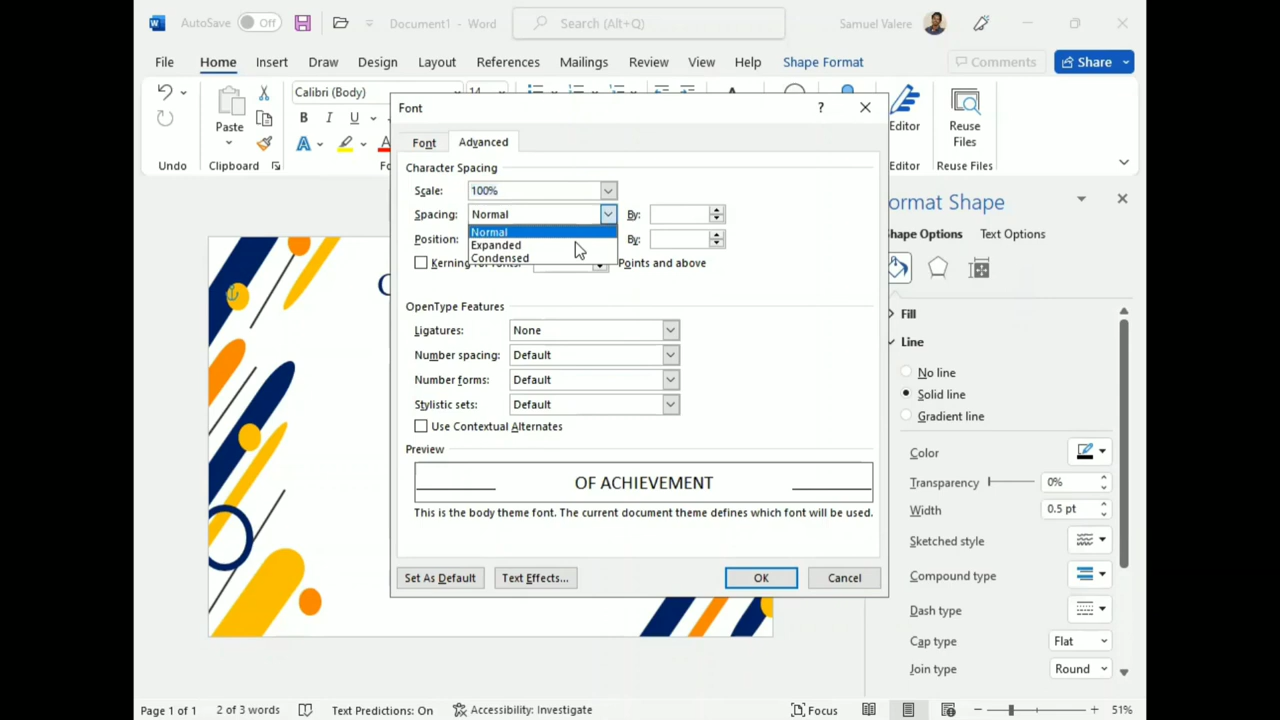 AutoSave Off Document1 - Word Search (Alt+Q) Samuel Valere
File Home Insert Draw Design Layout References Mailings Review View Help Shape Format Comments Share
Calibri (Body) 14
B I U
Paste Editor Reuse Files
Undo Clipboard Editor Reuse Files
Font ? 
Font Advanced
Character Spacing
Scale: 100%
Spacing: Normal By:
Normal
Position: By:
Expanded
Condensed
Points and above
OpenType Features
Ligatures: None
Number spacing: Default
Number forms: Default
Stylistic sets: Default
Use Contextual Alternates
Preview
OF ACHIEVEMENT
This is the body theme font. The current document theme defines which font will be used.
Set As Default Text Effects... OK Cancel
ormat Shape
hape Options Text Options
Fill
Line
No line
Solid line
Gradient line
Color
Transparency 0%
Width 0.5 pt
Sketched style
Compound type
Dash type
Cap type Flat
Join type Round
Page 1 of 1 2 of 3 words Text Predictions: On Accessibility: Investigate Focus 51%